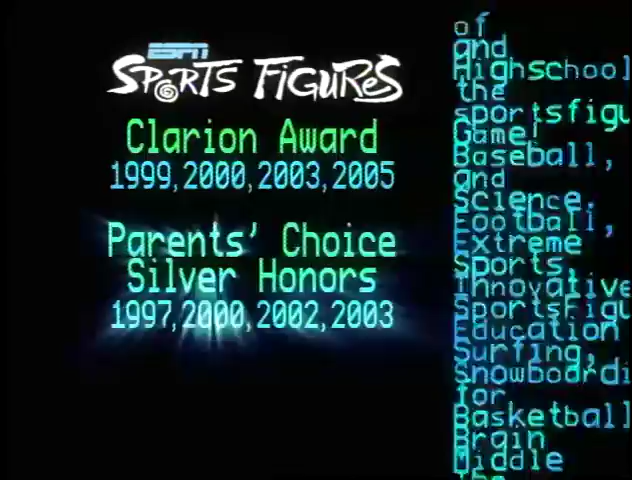 ESPN
SPORTS FIGURES
Clarion Award
1999,2000,2003,2005
Parents' Choice
Silver Honors
1997,2000,2002,2003
of
and
Highschool
the
sportsfigu
Game!
Baseball,
and
Science.
Football,
Extreme
Sports.
Innovative
SportsFigu
Education
Surfing,
Snowboardi
for
Basketball
Brain
Middle
The